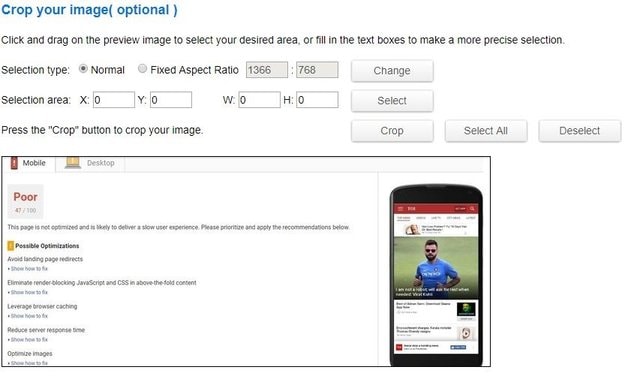 Crop your image( optional )
Click and drag on the preview image to select your desired area, or fill in the text boxes to make a more precise selection.
Selection type: Normal Fixed Aspect Ratio 1366 : 768 Change
Selection area: X: 0 Y: 0 W: 0 H: 0 Select
Press the "Crop" button to crop your image. Crop Select All Deselect
Mobile Desktop
Poor
47 / 100
This page is not optimized and is likely to deliver a slow user experience. Please prioritize and apply the recommendations below.
! Possible Optimizations
Avoid landing page redirects
Show how to fix
Eliminate render-blocking JavaScript and CSS in above-the-fold content
Show how to fix
Leverage browser caching
Show how to fix
Reduce server response time
Show how to fix
Optimize images
Show how to fix
I am not a robot, will ask for rest when
needed: Virat Kohli